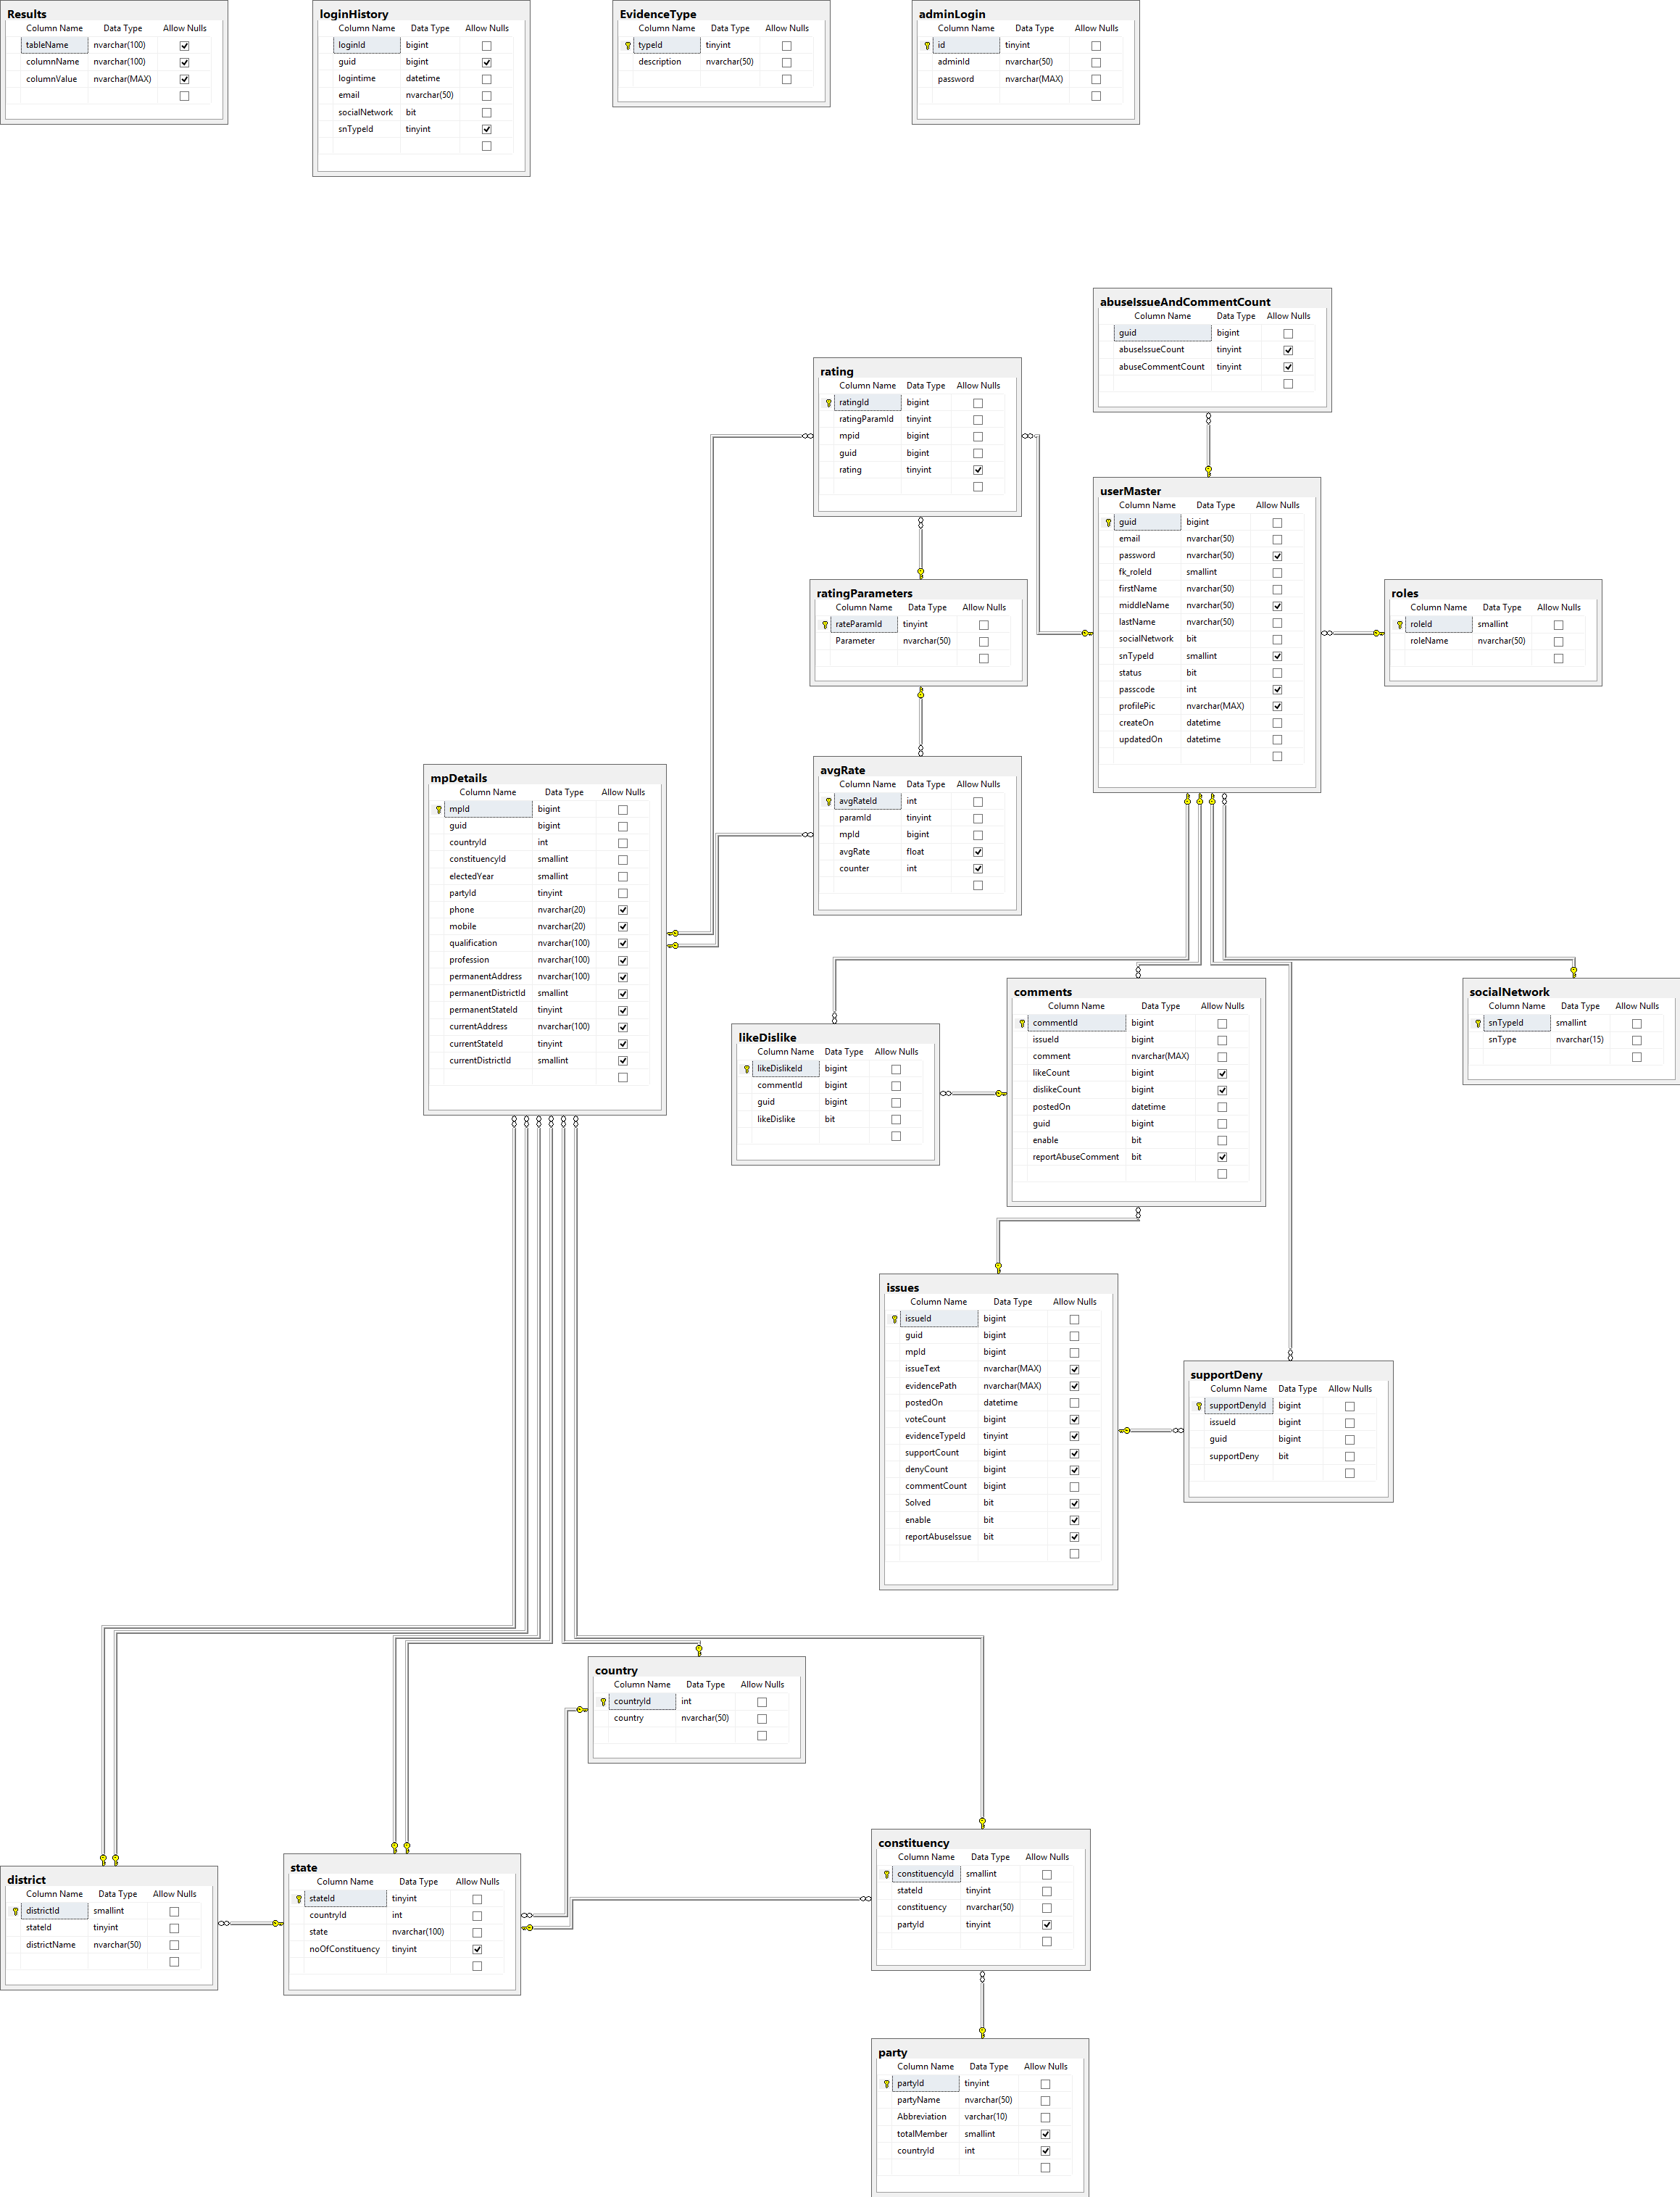 Results
Column Name Data Type Allow Nulls
tableName nvarchar(100)
columnName nvarchar(100)
columnValue nvarchar(MAX)
loginHistory
Column Name Data Type Allow Nulls
loginId bigint
guid bigint
logintime datetime
email nvarchar(50)
socialNetwork bit
snTypeId tinyint
EvidenceType
Column Name Data Type Allow Nulls
typeId tinyint
description nvarchar(50)
adminLogin
Column Name Data Type Allow Nulls
id tinyint
adminId nvarchar(50)
password nvarchar(MAX)
abuseIssueAndCommentCount
Column Name Data Type Allow Nulls
guid bigint
abuseIssueCount tinyint
abuseCommentCount tinyint
rating
Column Name Data Type Allow Nulls
ratingId bigint
ratingParamId tinyint
mpid bigint
guid bigint
rating tinyint
userMaster
Column Name Data Type Allow Nulls
guid bigint
email nvarchar(50)
password nvarchar(50)
fk_roleId smallint
firstName nvarchar(50)
middleName nvarchar(50)
lastName nvarchar(50)
socialNetwork bit
snTypeId smallint
status bit
passcode int
profilePic nvarchar(MAX)
createOn datetime
updatedOn datetime
ratingParameters
Column Name Data Type Allow Nulls
rateParamId tinyint
Parameter nvarchar(50)
roles
Column Name Data Type Allow Nulls
roleId smallint
roleName nvarchar(50)
avgRate
Column Name Data Type Allow Nulls
avgRateId int
paramId tinyint
mpId bigint
avgRate float
counter int
mpDetails
Column Name Data Type Allow Nulls
mpId bigint
guid bigint
countryId int
constituencyId smallint
electedYear smallint
partyId tinyint
phone nvarchar(20)
mobile nvarchar(20)
qualification nvarchar(100)
profession nvarchar(100)
permanentAddress nvarchar(100)
permanentDistrictId smallint
permanentStateId tinyint
currentAddress nvarchar(100)
currentStateId tinyint
currentDistrictId smallint
comments
Column Name Data Type Allow Nulls
commentId bigint
issueId bigint
comment nvarchar(MAX)
likeCount bigint
dislikeCount bigint
postedOn datetime
guid bigint
enable bit
reportAbuseComment bit
socialNetwork
Column Name Data Type Allow Nulls
snTypeId smallint
snType nvarchar(15)
likeDislike
Column Name Data Type Allow Nulls
likeDislikeId bigint
commentId bigint
guid bigint
likeDislike bit
issues
Column Name Data Type Allow Nulls
issueId bigint
guid bigint
mpId bigint
issueText nvarchar(MAX)
evidencePath nvarchar(MAX)
postedOn datetime
voteCount bigint
evidenceTypeId tinyint
supportCount bigint
denyCount bigint
commentCount bigint
Solved bit
enable bit
reportAbuseIssue bit
supportDeny
Column Name Data Type Allow Nulls
supportDenyId bigint
issueId bigint
guid bigint
supportDeny bit
country
Column Name Data Type Allow Nulls
countryId int
country nvarchar(50)
constituency
Column Name Data Type Allow Nulls
constituencyId smallint
stateId tinyint
constituency nvarchar(50)
partyId tinyint
district
Column Name Data Type Allow Nulls
districtId smallint
stateId tinyint
districtName nvarchar(50)
state
Column Name Data Type Allow Nulls
stateId tinyint
countryId int
state nvarchar(100)
noOfConstituency tinyint
party
Column Name Data Type Allow Nulls
partyId tinyint
partyName nvarchar(50)
Abbreviation varchar(10)
totalMember smallint
countryId int